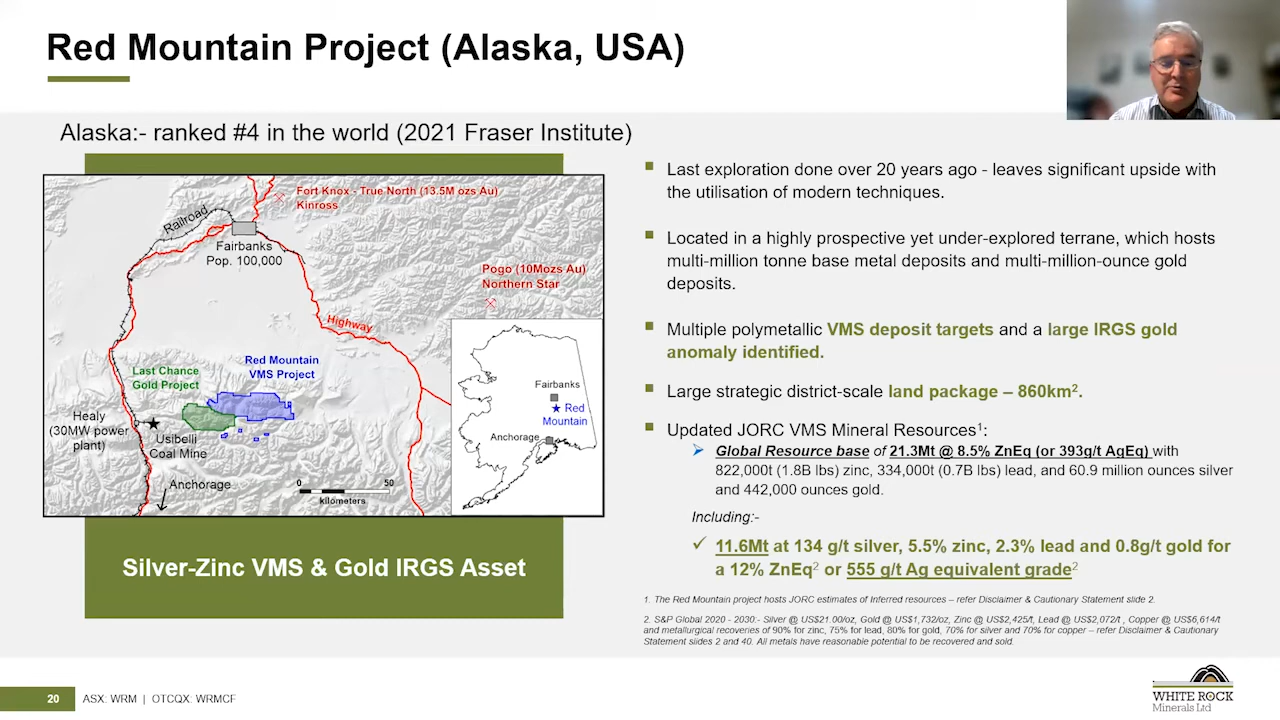 Red Mountain Project (Alaska, USA)
Alaska:- ranked #4 in the world (2021 Fraser Institute)
Fort Knox - True North (13.5M ozs Au)
Kinross
Railroad
Fairbanks
Pop. 100,000
Pogo (10Mozs Au)
Northern Star
Highway
Red Mountain
VMS Project
Last Chance
Gold Project
Healy
(30MW power
plant)
Usibelli
Coal Mine
Anchorage
0 50
kilometers
Fairbanks
Red
Mountain
Anchorage
Silver-Zinc VMS & Gold IRGS Asset
Last exploration done over 20 years ago - leaves significant upside with
the utilisation of modern techniques.
Located in a highly prospective yet under-explored terrane, which hosts
multi-million tonne base metal deposits and multi-million-ounce gold
deposits.
Multiple polymetallic VMS deposit targets and a large IRGS gold
anomaly identified.
Large strategic district-scale land package – 860km².
Updated JORC VMS Mineral Resources¹:
Global Resource base of 21.3Mt @ 8.5% ZnEq (or 393g/t AgEq) with
822,000t (1.8B lbs) zinc, 334,000t (0.7B lbs) lead, and 60.9 million ounces silver
and 442,000 ounces gold.
Including:-
11.6Mt at 134 g/t silver, 5.5% zinc, 2.3% lead and 0.8g/t gold for
a 12% ZnEq² or 555 g/t Ag equivalent grade²
1. The Red Mountain project hosts JORC estimates of Inferred resources – refer Disclaimer & Cautionary Statement slide 2.
2. S&P Global 2020 - 2030:- Silver @ US$21.00/oz, Gold @ US$1,732/oz, Zinc @ US$2,425/t, Lead @ US$2,072/t , Copper @ US$6,614/t
and metallurgical recoveries of 90% for zinc, 75% for lead, 80% for gold, 70% for silver and 70% for copper – refer Disclaimer & Cautionary
Statement slides 2 and 40. All metals have reasonable potential to be recovered and sold.
20 ASX: WRM | OTCQX: WRMCF
WHITE ROCK
Minerals Ltd